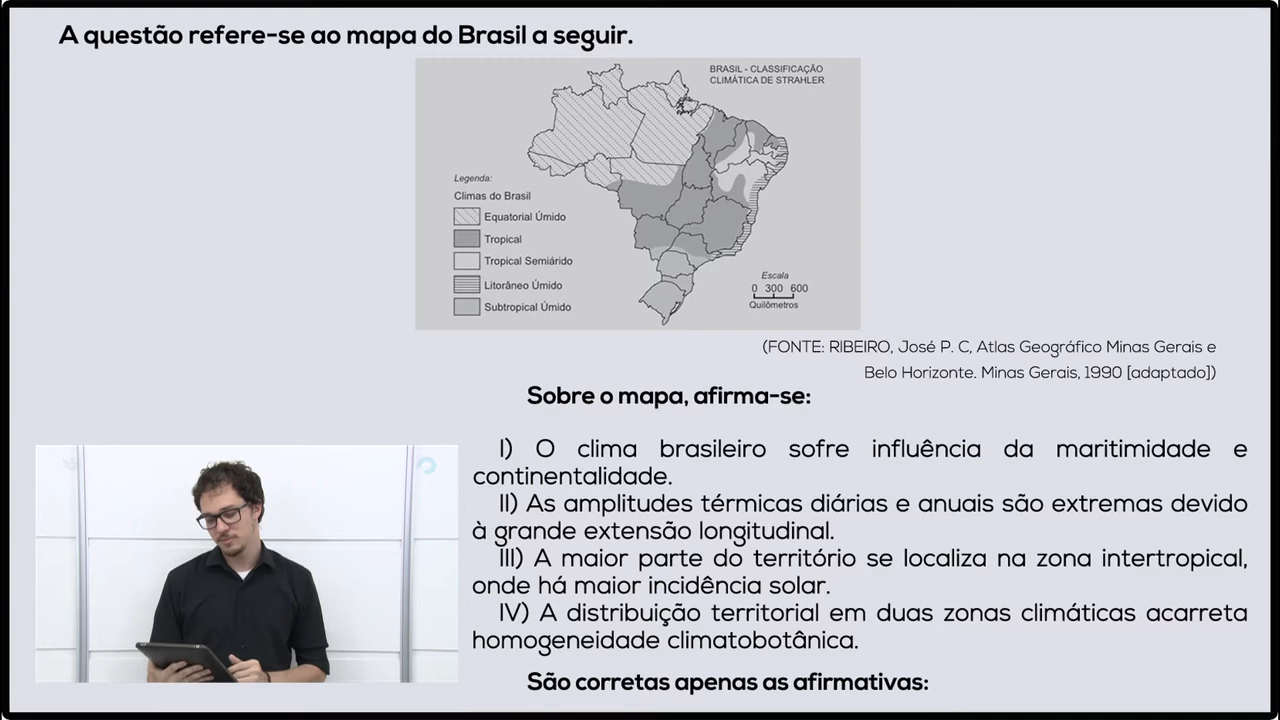 A questão refere-se ao mapa do Brasil a seguir.
BRASIL - CLASSIFICAÇÃO
CLIMÁTICA DE STRAHLER
Legenda:
Climas do Brasil
Equatorial Úmido
Tropical
Tropical Semiárido
Litorâneo Úmido
Subtropical Úmido
Escala
0 300 600
Quilômetros
(FONTE: RIBEIRO, José P. C, Atlas Geográfico Minas Gerais e
Belo Horizonte. Minas Gerais, 1990 [adaptado])
Sobre o mapa, afirma-se:
I) O clima brasileiro sofre influência da maritimidade e
continentalidade.
II) As amplitudes térmicas diárias e anuais são extremas devido
à grande extensão longitudinal.
III) A maior parte do território se localiza na zona intertropical,
onde há maior incidência solar.
IV) A distribuição territorial em duas zonas climáticas acarreta
homogeneidade climatobotânica.
São corretas apenas as afirmativas: